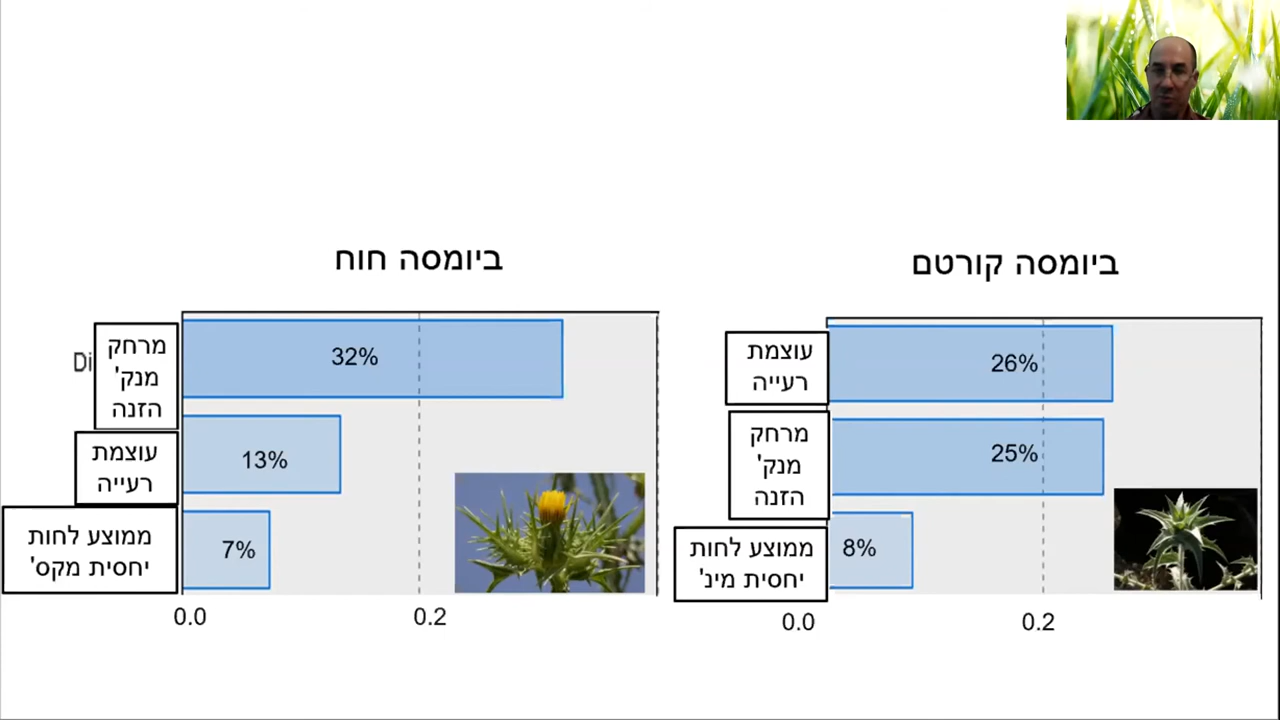 ביומסה קורטם
עוצמת
רעייה
26%
מרחק
מנק'
הזנה
25%
ממוצע לחות
יחסית מינ'
8%
0.0
0.2
ביומסה חוח
Di
מרחק
מנק'
הזנה
32%
עוצמת
רעייה
13%
ממוצע לחות
יחסית מקס'
7%
0.0
0.2